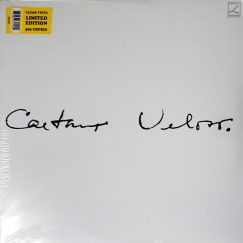 CLEAR VINYL
LIMITED
EDITION
500 COPIES
Caetano Veloso.